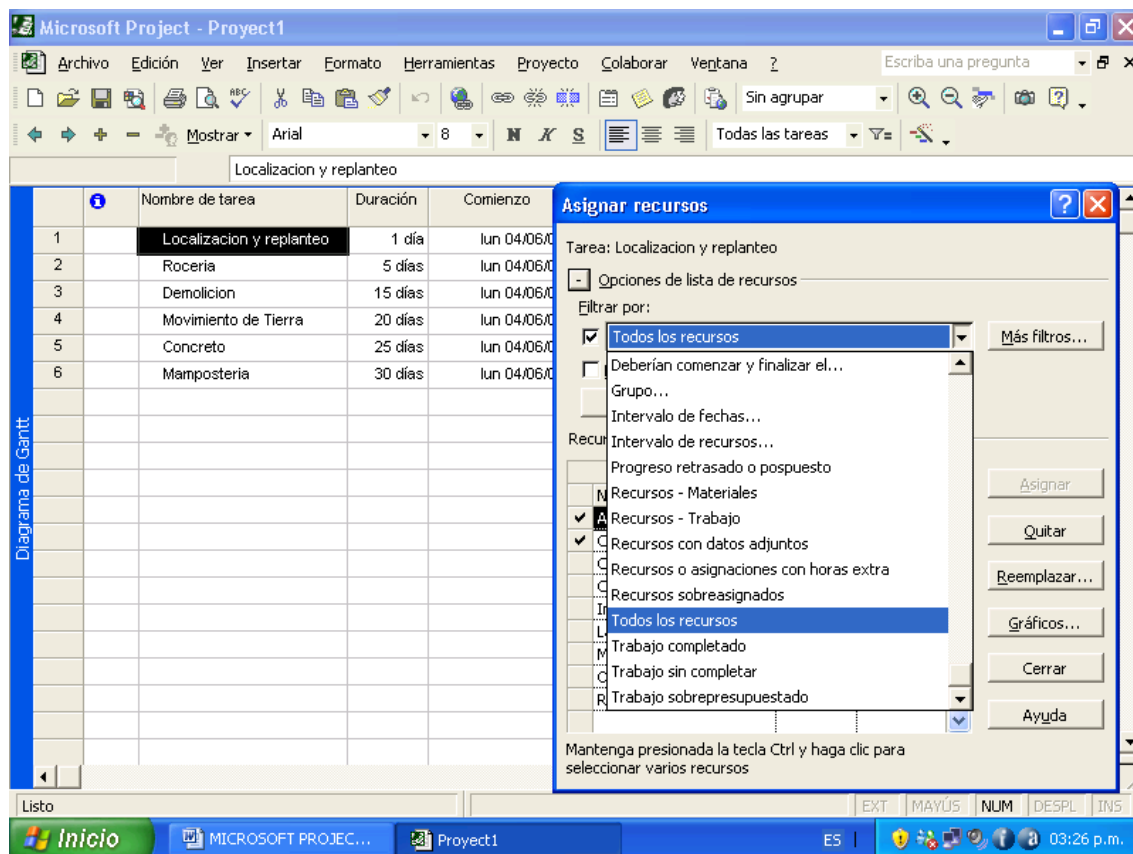 Microsoft Project - Proyect1
Archivo Edición Ver Insertar Formato Herramientas Proyecto Colaborar Ventana ? Escriba una pregunta
ABC Sin agrupar
Mostrar Arial 8 N K S Todas las tareas
Localizacion y replanteo
Nombre de tarea Duración Comienzo
1 Localizacion y replanteo 1 día lun 04/06/0
2 Roceria 5 días lun 04/06/0
3 Demolicion 15 días lun 04/06/0
4 Movimiento de Tierra 20 días lun 04/06/0
5 Concreto 25 días lun 04/06/0
6 Mamposteria 30 días lun 04/06/0
Diagrama de Gantt
Asignar recursos
Tarea: Localizacion y replanteo
- Opciones de lista de recursos
Filtrar por:
Todos los recursos Más filtros...
Deberían comenzar y finalizar el...
Grupo...
Intervalo de fechas...
Recur Intervalo de recursos...
Progreso retrasado o pospuesto
N Recursos - Materiales Asignar
A Recursos - Trabajo
C Recursos con datos adjuntos Quitar
Recursos o asignaciones con horas extra Reemplazar...
Recursos sobreasignados
Todos los recursos Gráficos...
Trabajo completado
Trabajo sin completar Cerrar
R Trabajo sobrepresupuestado
Ayuda
Mantenga presionada la tecla Ctrl y haga clic para
seleccionar varios recursos
Listo EXT MAYÚS NUM DESPL INS
Inicio MICROSOFT PROJEC... Proyect1 ES 03:26 p.m.